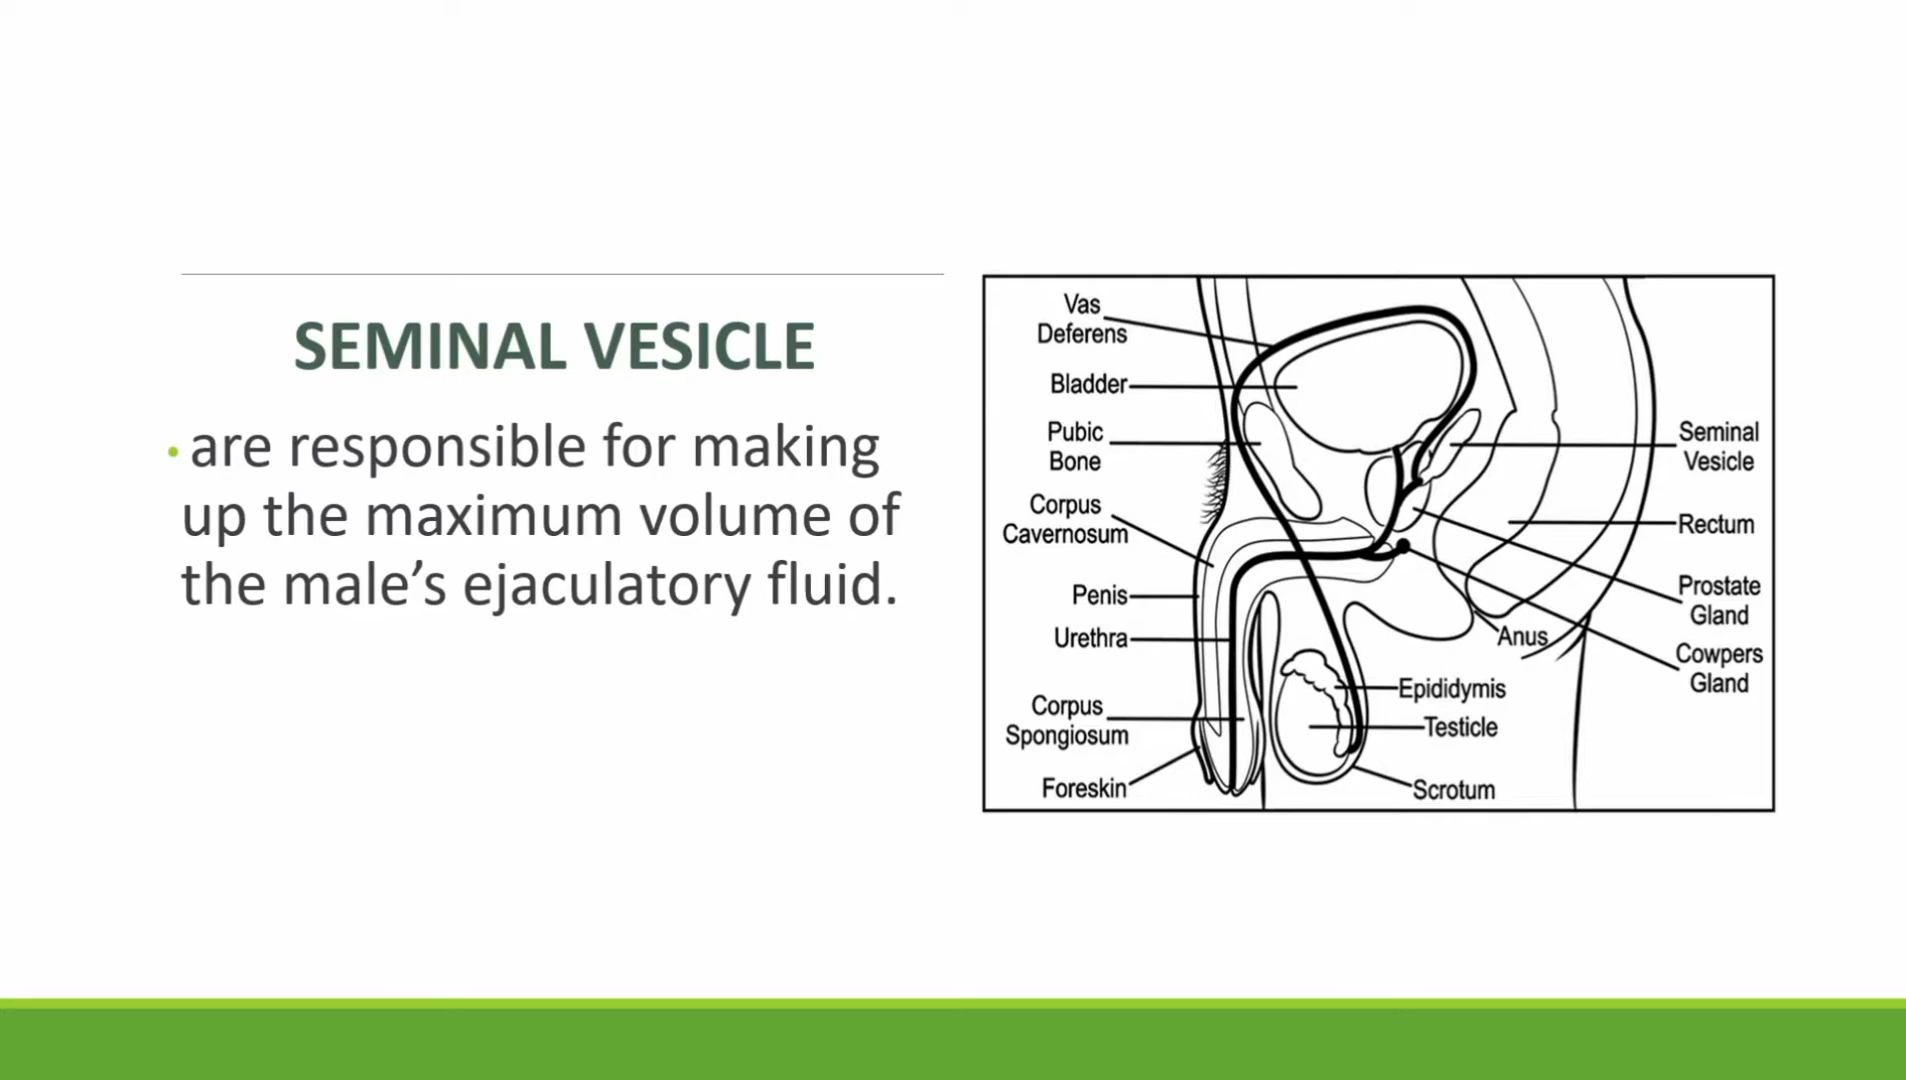 SEMINAL VESICLE
• are responsible for making
up the maximum volume of
the male’s ejaculatory fluid.
Vas
Deferens
Bladder
Pubic
Bone
Corpus
Cavernosum
Penis
Urethra
Corpus
Spongiosum
Foreskin
Seminal
Vesicle
Rectum
Prostate
Gland
Anus
Cowpers
Gland
Epididymis
Testicle
Scrotum